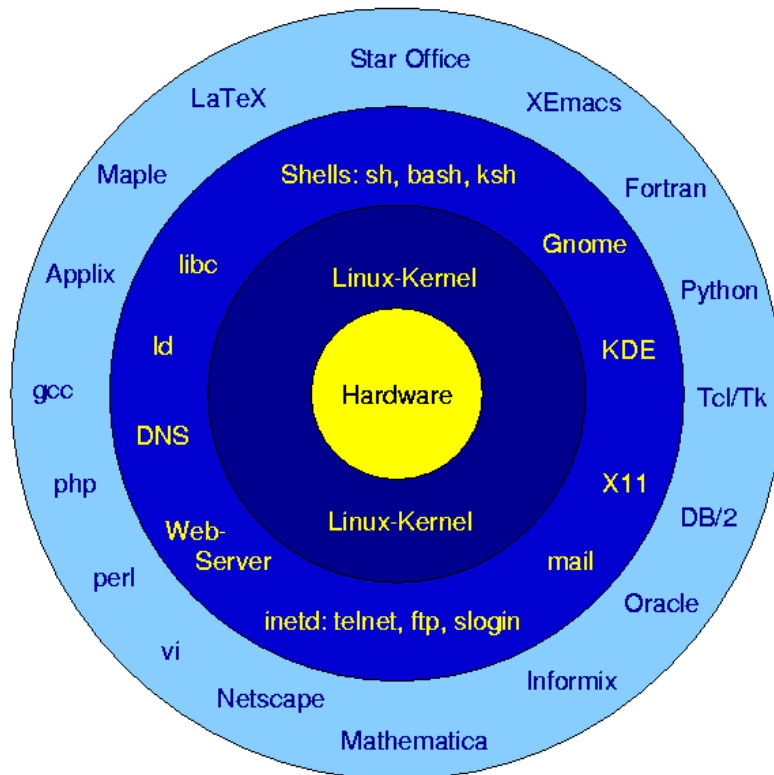 Star Office
LaTeX
XEmacs
Maple
Shells: sh, bash, ksh
Fortran
Gnome
libc
Linux-Kernel
Applix
Python
ld
KDE
gcc
Hardware
Tcl/Tk
DNS
php
X11
DB/2
Linux-Kernel
Web-
Server
mail
perl
Oracle
inetd: telnet, ftp, slogin
vi
Informix
Netscape
Mathematica